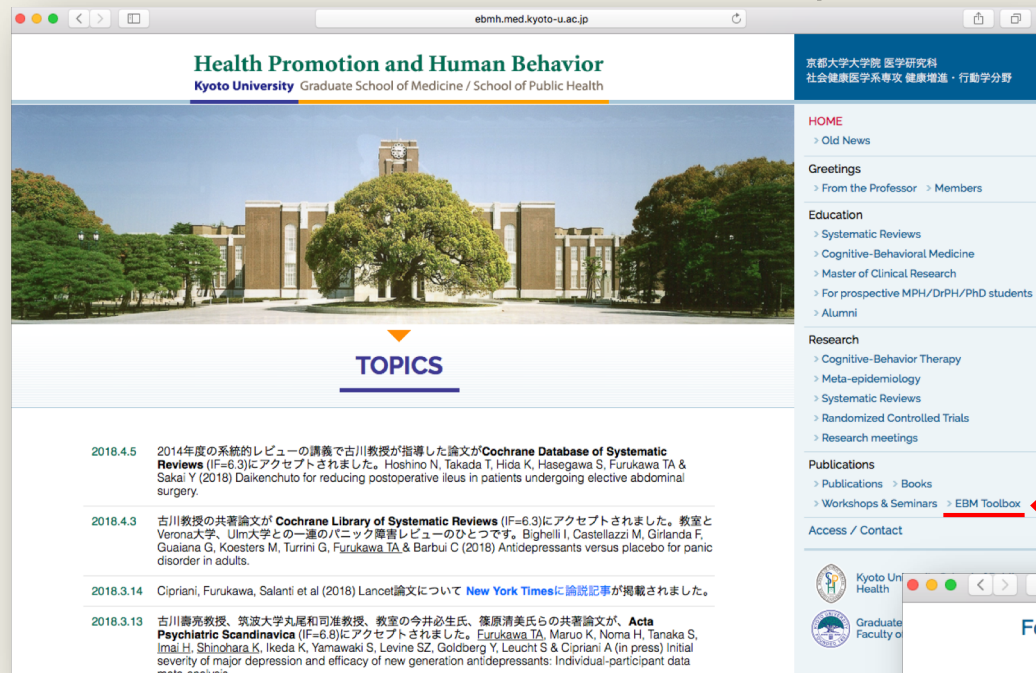 ebmh.med.kyoto-u.ac.jp
Health Promotion and Human Behavior
Kyoto University Graduate School of Medicine / School of Public Health
京都大学大学院 医学研究科
社会健康医学系専攻 健康増進・行動学分野
HOME
> Old News
Greetings
> From the Professor > Members
Education
> Systematic Reviews
> Cognitive-Behavioral Medicine
> Master of Clinical Research
> For prospective MPH/DrPH/PhD students
> Alumni
Research
> Cognitive-Behavior Therapy
> Meta-epidemiology
> Systematic Reviews
> Randomized Controlled Trials
> Research meetings
Publications
> Publications > Books
> Workshops & Seminars > EBM Toolbox
Access / Contact
Kyoto Un
Health
Graduate
Faculty o
TOPICS
2018.4.5 2014年度の系統的レビューの講義で古川教授が指導した論文がCochrane Database of Systematic
Reviews (IF=6.3)にアクセプトされました。Hoshino N, Takada T, Hida K, Hasegawa S, Furukawa TA &
Sakai Y (2018) Daikenchuto for reducing postoperative ileus in patients undergoing elective abdominal
surgery.
2018.4.3 古川教授の共著論文が Cochrane Library of Systematic Reviews (IF=6.3)にアクセプトされました。教室と
Verona大学、Ulm大学との一連のパニック障害レビューのひとつです。Bighelli I, Castellazzi M, Girlanda F,
Guaiana G, Koesters M, Turrini G, Furukawa TA & Barbui C (2018) Antidepressants versus placebo for panic
disorder in adults.
2018.3.14 Cipriani, Furukawa, Salanti et al (2018) Lancet論文について New York Timesに論説記事が掲載されました。
2018.3.13 古川壽亮教授、筑波大学丸尾和司准教授、教室の今井必生氏、篠原清美氏らの共著論文が、Acta
Psychiatric Scandinavica (IF=6.8)にアクセプトされました。Furukawa TA, Maruo K, Noma H, Tanaka S,
Imai H, Shinohara K, Ikeda K, Yamawaki S, Levine SZ, Goldberg Y, Leucht S & Cipriani A (in press) Initial
severity of major depression and efficacy of new generation antidepressants: Individual-participant data